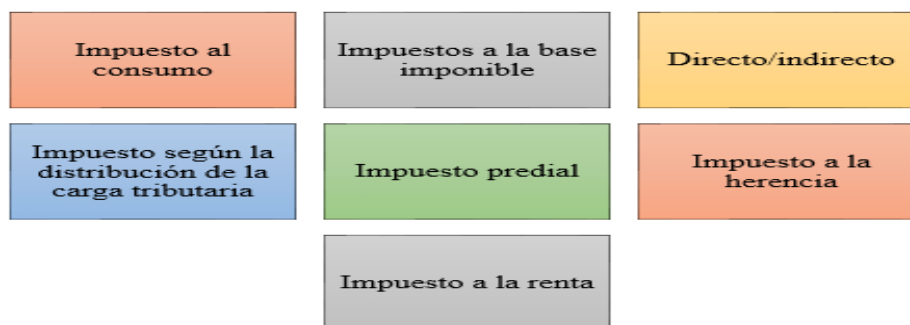 Impuesto al
consumo
Impuestos a la base
imponible
Directo/indirecto
Impuesto según la
distribución de la
carga tributaria
Impuesto predial
Impuesto a la
herencia
Impuesto a la renta